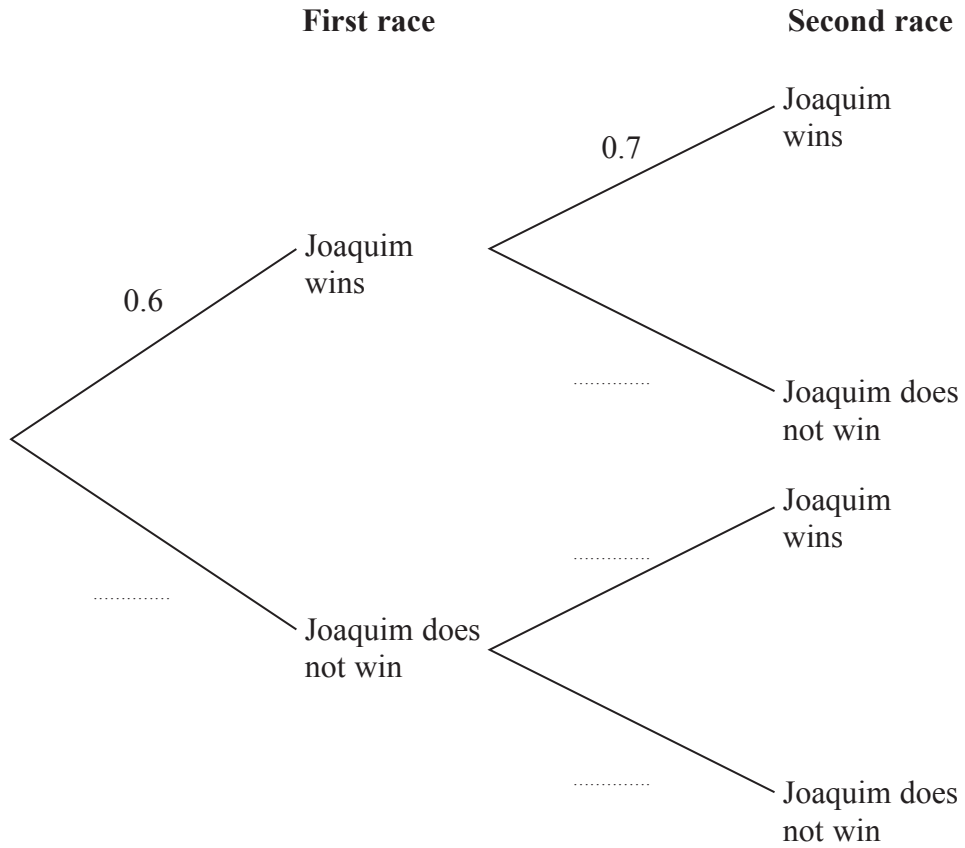 First race
Second race
Joaquim
wins
0.7
Joaquim
wins
0.6
Joaquim does
not win
Joaquim
wins
Joaquim does
not win
Joaquim does
not win